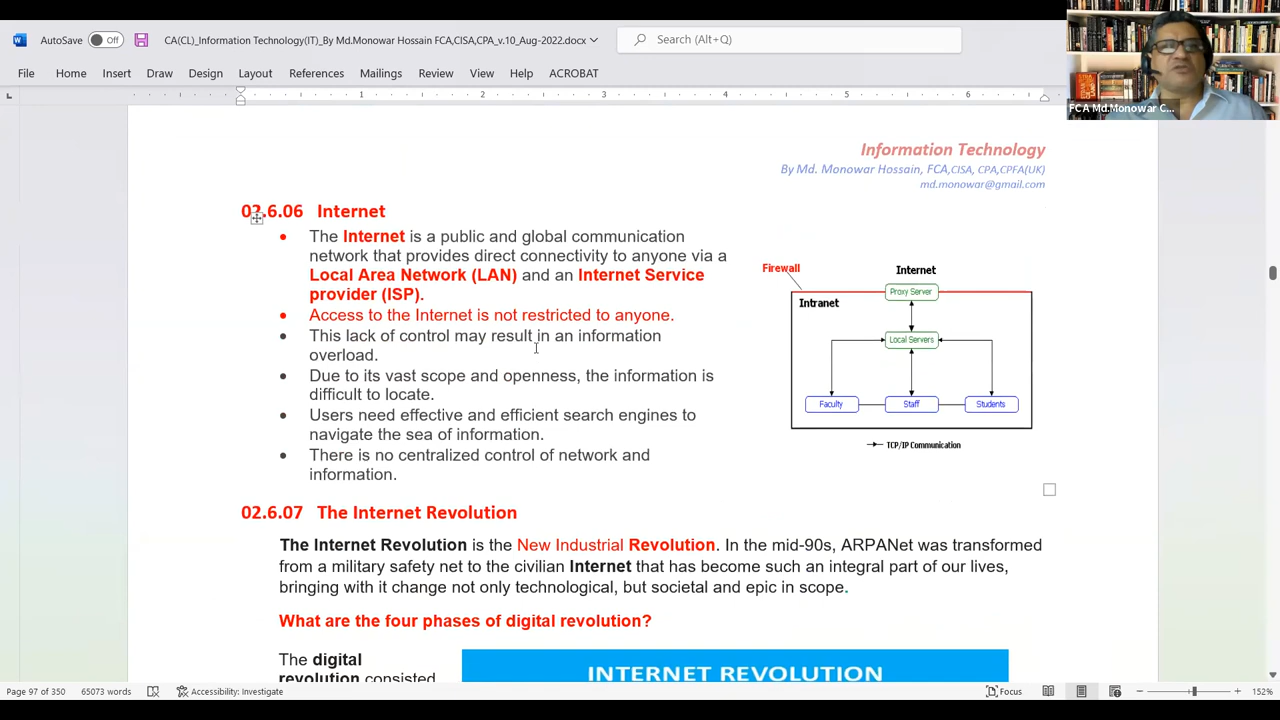 AutoSave Off CA(CL)_Information Technology(IT)_By Md.Monowar Hossain FCA,CISA,CPA_v.10_Aug-2022.docx Search (Alt+Q)
File Home Insert Draw Design Layout References Mailings Review View Help ACROBAT
FCA Md.Monowar C...
1 2 3 4 5 6
Information Technology
By Md. Monowar Hossain, FCA,CISA, CPA,CPFA(UK)
md.monowar@gmail.com
02.6.06 Internet
• The Internet is a public and global communication
network that provides direct connectivity to anyone via a
Local Area Network (LAN) and an Internet Service
provider (ISP).
• Access to the Internet is not restricted to anyone.
• This lack of control may result in an information
overload.
• Due to its vast scope and openness, the information is
difficult to locate.
• Users need effective and efficient search engines to
navigate the sea of information.
• There is no centralized control of network and
information.
Firewall
Internet
Proxy Server
Intranet
Local Servers
Faculty Staff Students
TCP/IP Communication
02.6.07 The Internet Revolution
The Internet Revolution is the New Industrial Revolution. In the mid-90s, ARPANet was transformed
from a military safety net to the civilian Internet that has become such an integral part of our lives,
bringing with it change not only technological, but societal and epic in scope.
What are the four phases of digital revolution?
The digital
revolution consisted
INTERNET REVOLUTION
Page 97 of 350 65073 words Accessibility: Investigate Focus 152%